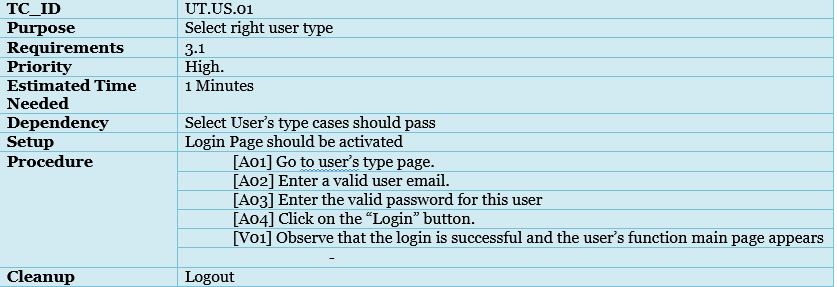 TC_ID UT.US.01
Purpose Select right user type
Requirements 3.1
Priority High.
Estimated Time Needed 1 Minutes
Dependency Select User's type cases should pass
Setup Login Page should be activated
Procedure [A01] Go to user's type page.
[A02] Enter a valid user email.
[A03] Enter the valid password for this user
[A04] Click on the “Login” button.
[V01] Observe that the login is successful and the user's function main page appears
-
Cleanup Logout